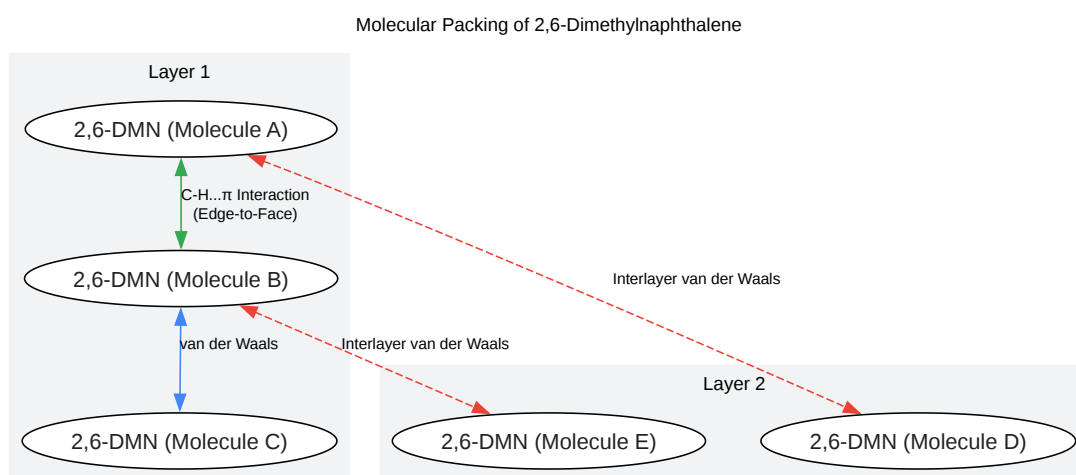 Molecular Packing of 2,6-Dimethylnaphthalene
Layer 1
2,6-DMN (Molecule A)
C-H...π Interaction
(Edge-to-Face)
2,6-DMN (Molecule B)
Interlayer van der Waals
van der Waals
Interlayer van der Waals
Layer 2
2,6-DMN (Molecule C)
2,6-DMN (Molecule E)
2,6-DMN (Molecule D)